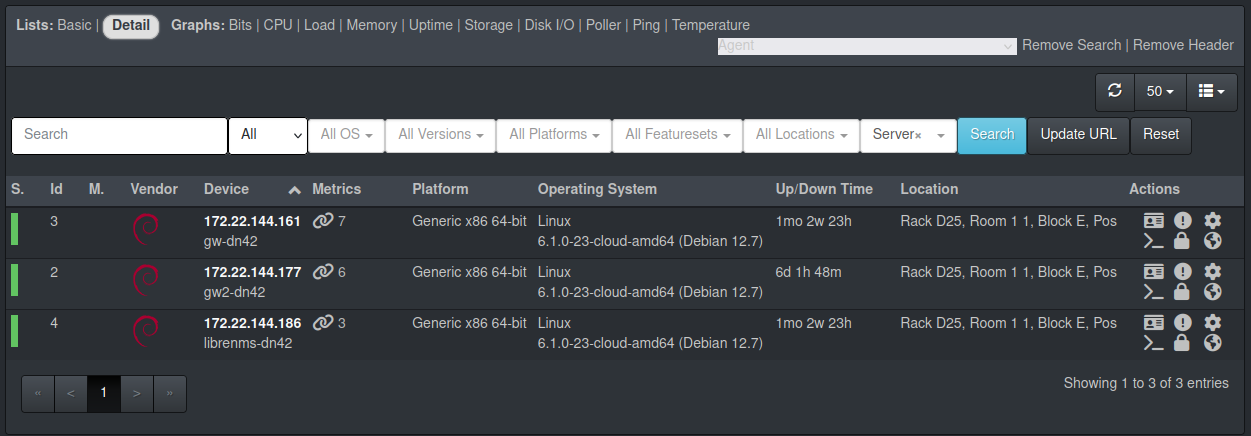 Lists: Basic | Detail Graphs: Bits | CPU | Load | Memory | Uptime | Storage | Disk I/O | Poller | Ping | Temperature
Agent Remove Search | Remove Header
50
Search All All OS All Versions All Platforms All Featuresets All Locations Server× Search Update URL Reset
S. Id M. Vendor Device Metrics Platform Operating System Up/Down Time Location Actions
3 172.22.144.161 7 Generic x86 64-bit Linux 1mo 2w 23h Rack D25, Room 1 1, Block E, Pos
gw-dn42 6.1.0-23-cloud-amd64 (Debian 12.7)
2 172.22.144.177 6 Generic x86 64-bit Linux 6d 1h 48m Rack D25, Room 1 1, Block E, Pos
gw2-dn42 6.1.0-23-cloud-amd64 (Debian 12.7)
4 172.22.144.186 3 Generic x86 64-bit Linux 1mo 2w 23h Rack D25, Room 1 1, Block E, Pos
librenms-dn42 6.1.0-23-cloud-amd64 (Debian 12.7)
« < 1 > » Showing 1 to 3 of 3 entries